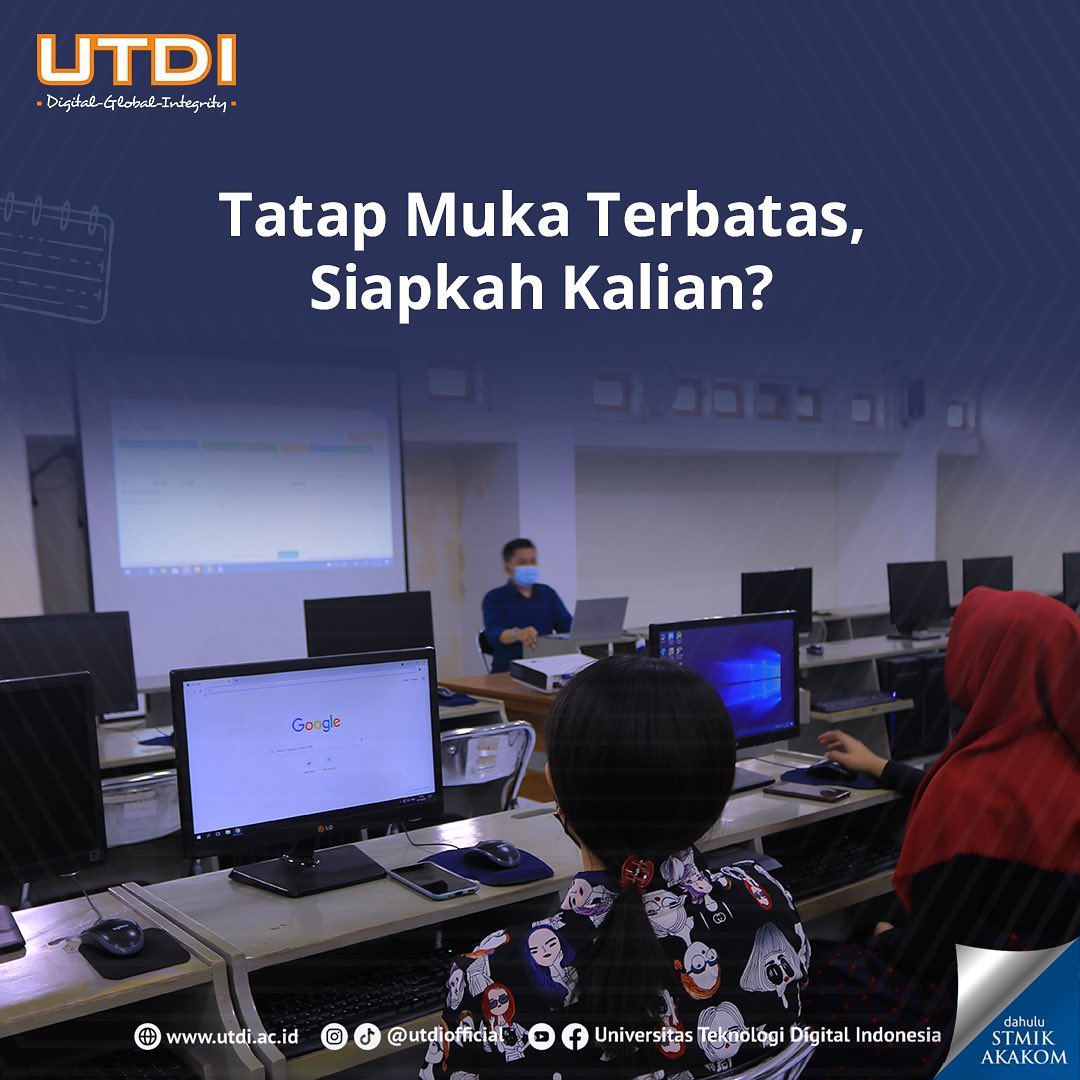 UTDI
Digital-Global-Integrity
Tatap Muka Terbatas,
Siapkah Kalian?
Google
LG
www.utdi.ac.id
@utdiofficial
Universitas Teknologi Digital Indonesia
dahulu
STMIK
AKAKOM